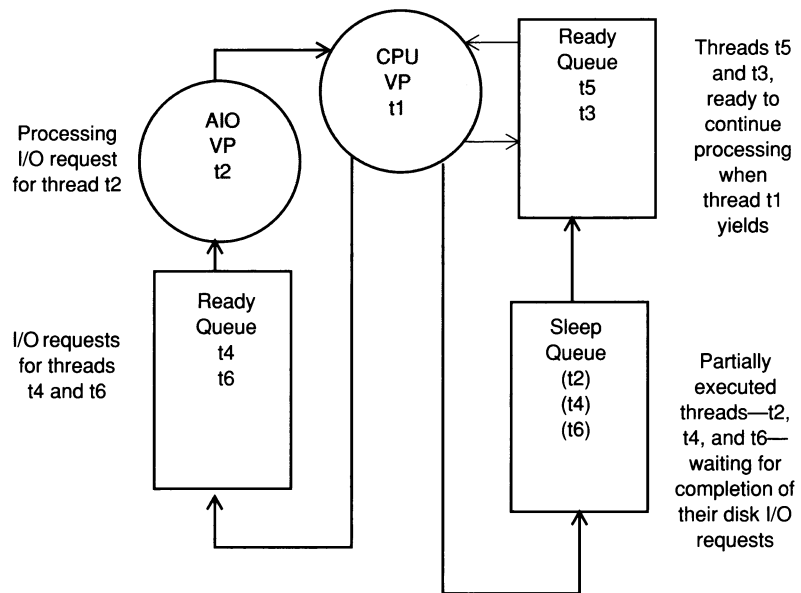 Processing
I/O request
for thread t2
AIO
VP
t2
CPU
VP
t1
Ready
Queue
t5
t3
Threads t5
and t3,
ready to
continue
processing
when
thread t1
yields
I/O requests
for threads
t4 and t6
Ready
Queue
t4
t6
Sleep
Queue
(t2)
(t4)
(t6)
Partially
executed
threads—t2,
t4, and t6—
waiting for
completion of
their disk I/O
requests